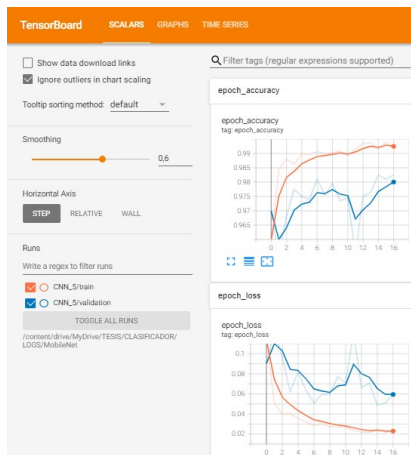 TensorBoard
SCALARS GRAPHS TIME SERIES
Show data download links
Ignore outliers in chart scaling
Tooltip sorting method: default
Smoothing
0,6
Horizontal Axis
STEP RELATIVE WALL
Runs
Write a regex to filter runs
CNN_5/train
CNN_5/validation
TOGGLE ALL RUNS
/content/drive/MyDrive/TESIS/CLASIFICADOR/
LOGS/MobileNet
Filter tags (regular expressions supported)
epoch_accuracy
epoch_accuracy
tag: epoch_accuracy
0.99
0.985
0.98
0.975
0.97
0.965
0 2 4 6 8 10 12 14 16
epoch_loss
epoch_loss
tag: epoch_loss
0.1
0.08
0.06
0.04
0.02
0 2 4 6 8 10 12 14 16